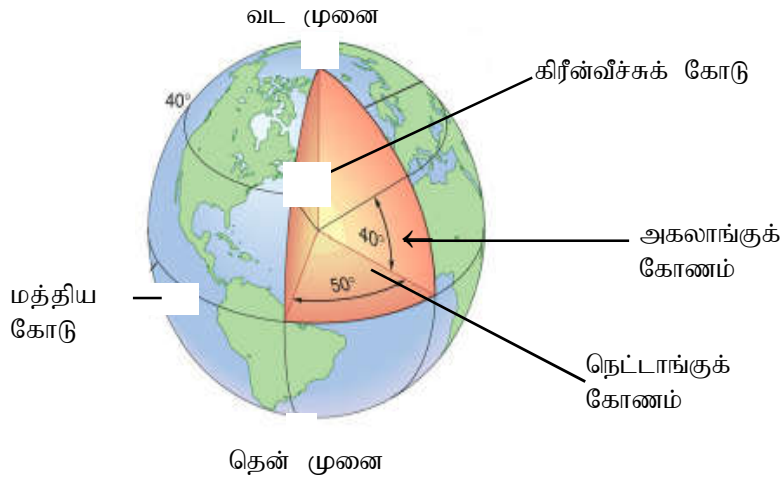 வட முனை
கிரீன்வீச்சுக் கோடு
40°
அகலாங்குக்
கோணம்
40°
50°
மத்திய
கோடு
நெட்டாங்குக்
கோணம்
தென் முனை